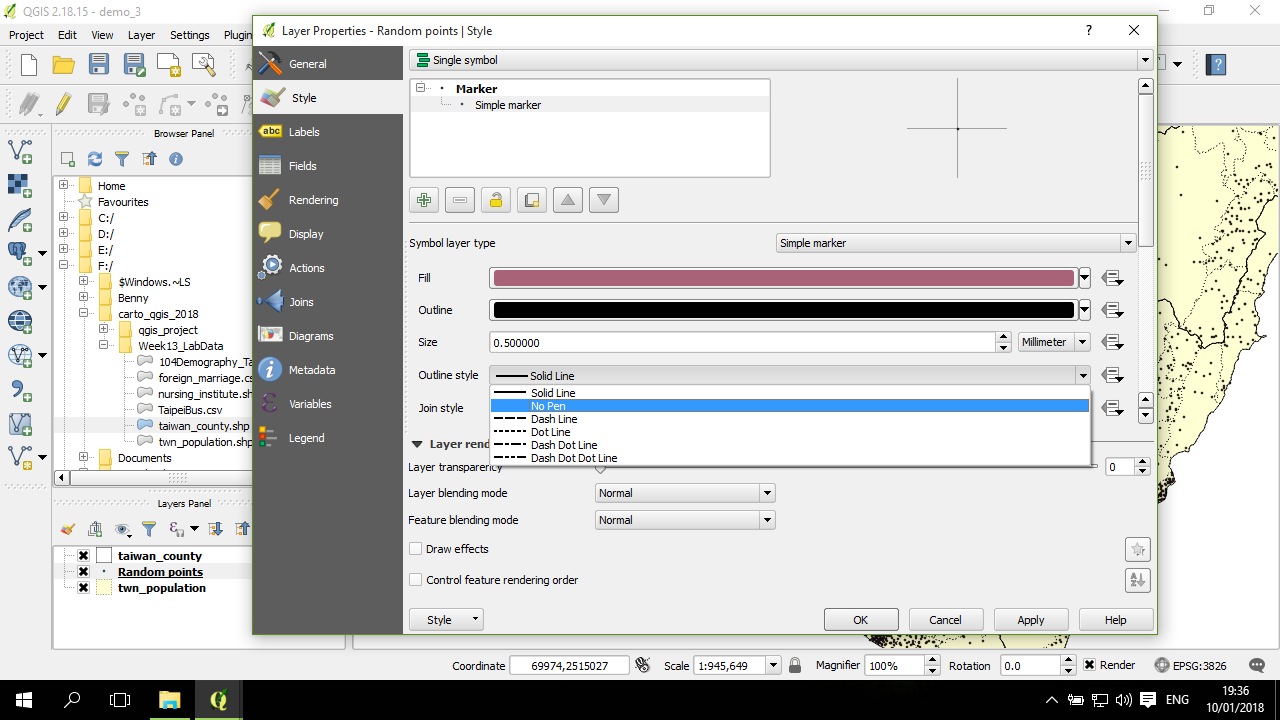 QGIS 2.18.15 - demo_3
Project Edit View Layer Settings Plugin
Browser Panel
Home
Favourites
C:/
D:/
E:/
F:/
$Windows.~LS
Benny
carto_qgis_2018
qgis_project
Week13_LabData
104Demography_Ta
foreign_marriage.cs
nursing_institute.sh
TaipeiBus.csv
taiwan_county.shp
twn_population.shp
Documents
Layers Panel
taiwan_county
Random points
twn_population
Layer Properties - Random points | Style
General
Style
abc Labels
Fields
Rendering
Display
Actions
Joins
Diagrams
Metadata
Variables
Legend
Single symbol
Marker
Simple marker
Symbol layer type Simple marker
Fill
Outline
Size 0.500000 Millimeter
Outline style Solid Line
Solid Line
No Pen
Dash Line
Dot Line
Dash Dot Line
Dash Dot Dot Line
Join style
Layer rend
Layer transparency 0
Layer blending mode Normal
Feature blending mode Normal
Draw effects
Control feature rendering order
Style OK Cancel Apply Help
Coordinate 69974,2515027 Scale 1:945,649 Magnifier 100% Rotation 0.0 Render EPSG:3826
ENG
19:36
10/01/2018